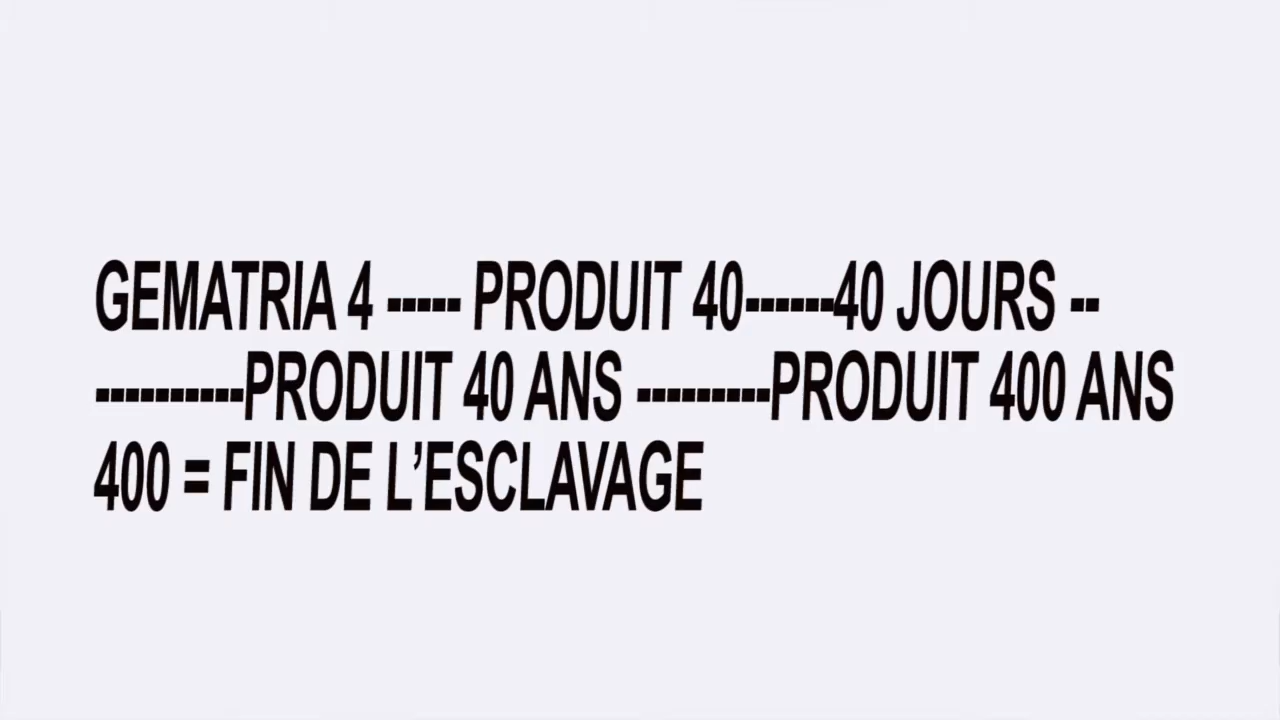 GEMATRIA 4 ----- PRODUIT 40------40 JOURS --
----------PRODUIT 40 ANS ---------PRODUIT 400 ANS
400 = FIN DE L’ESCLAVAGE